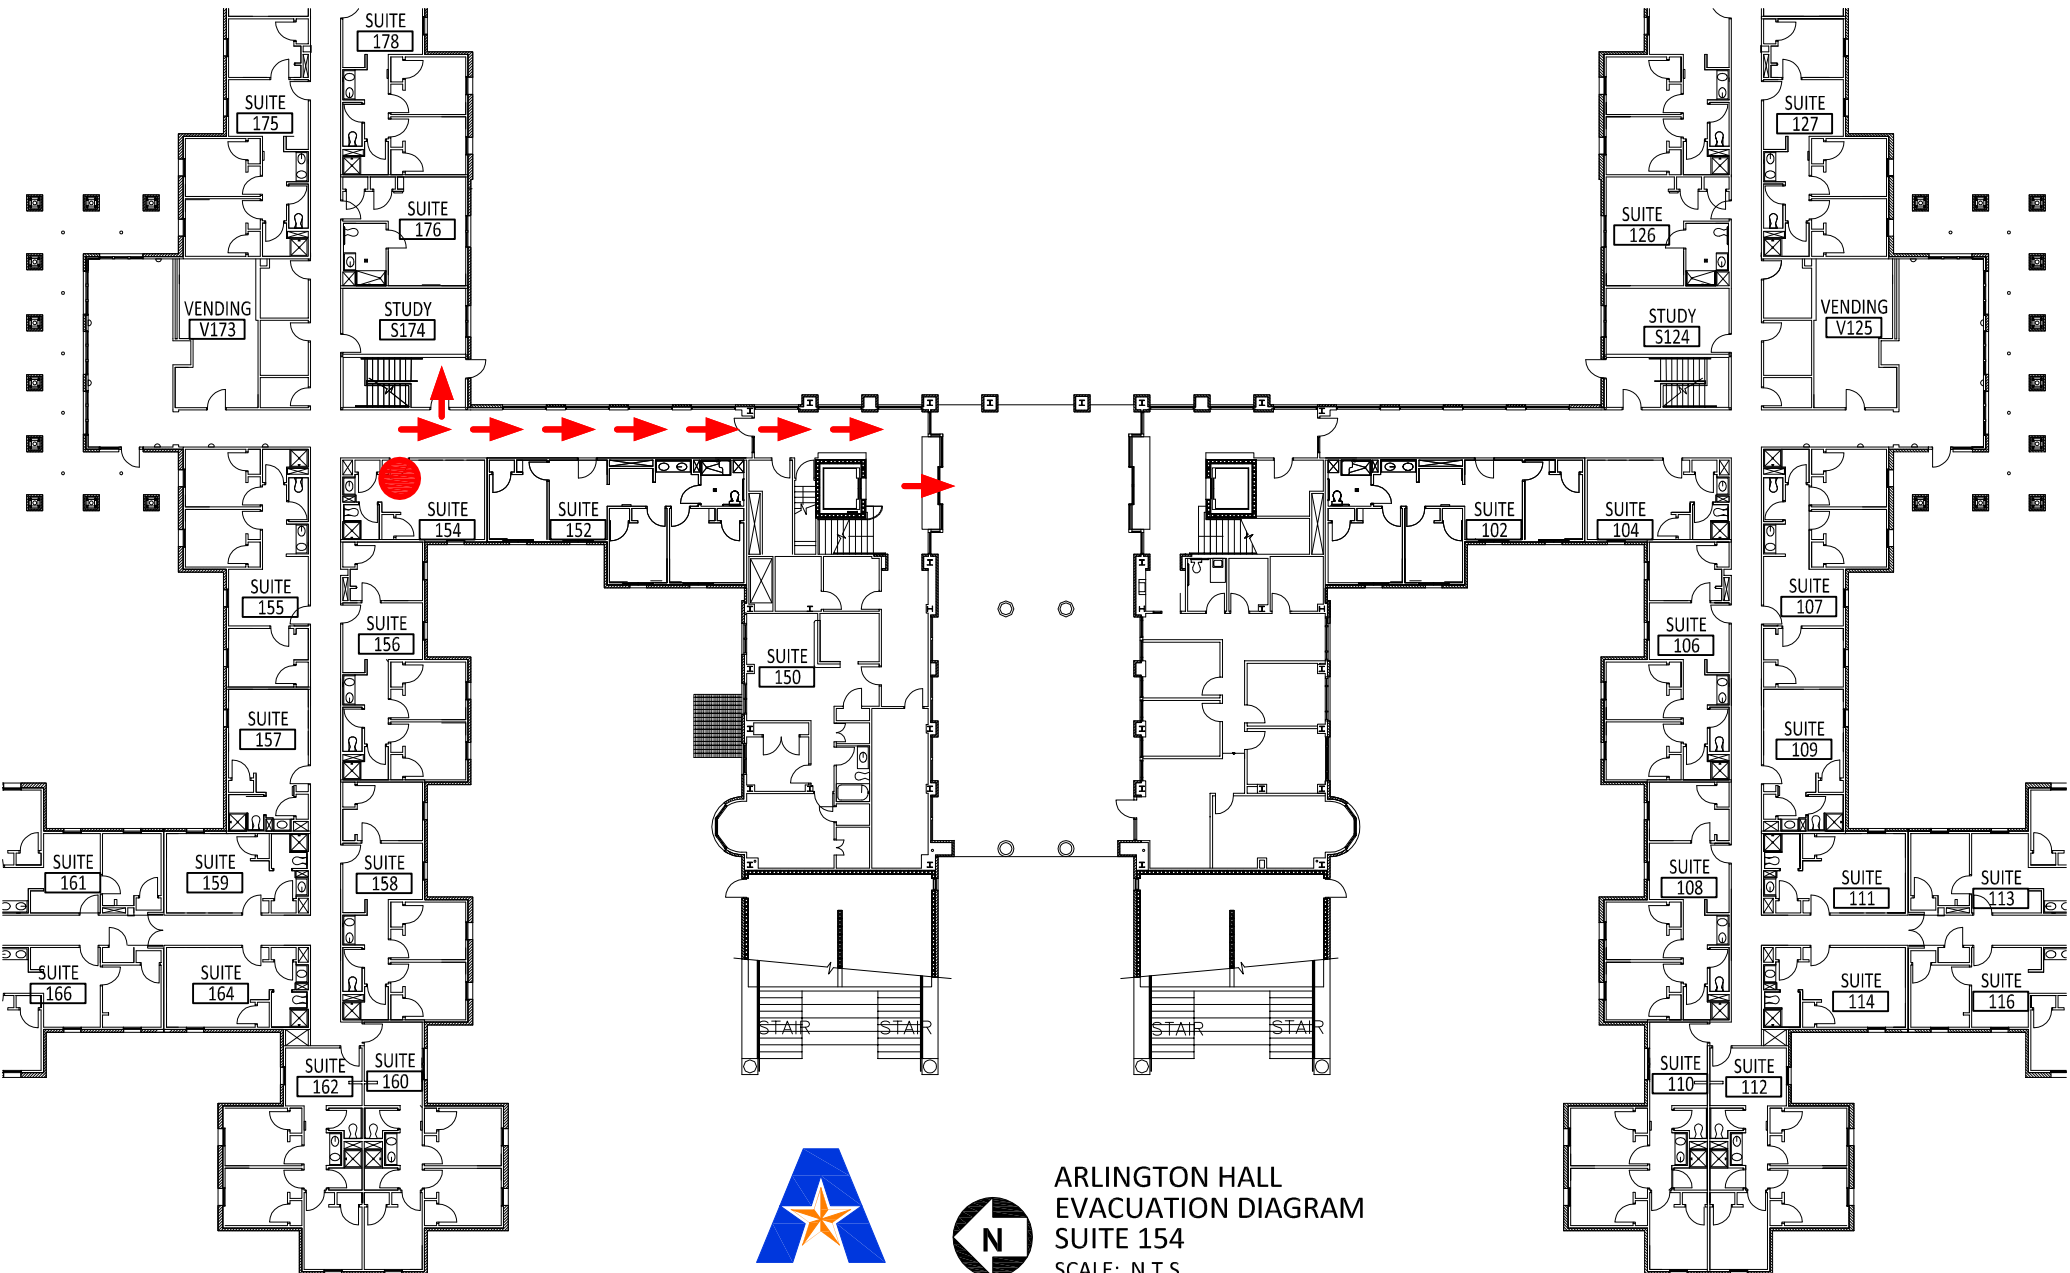 SUITE
178
SUITE
175
SUITE
127
SUITE
176
SUITE
126
VENDING
V173
STUDY
S174
STUDY
S124
VENDING
V125
SUITE
154
SUITE
152
SUITE
102
SUITE
104
SUITE
155
SUITE
156
SUITE
150
SUITE
106
SUITE
107
SUITE
157
SUITE
109
SUITE
161
SUITE
159
SUITE
158
SUITE
108
SUITE
111
SUITE
113
SUITE
166
SUITE
164
SUITE
114
SUITE
116
STAIR
STAIR
STAIR
STAIR
SUITE
162
SUITE
160
SUITE
110
SUITE
112
N
ARLINGTON HALL
EVACUATION DIAGRAM
SUITE 154
SCALE: N.T.S.